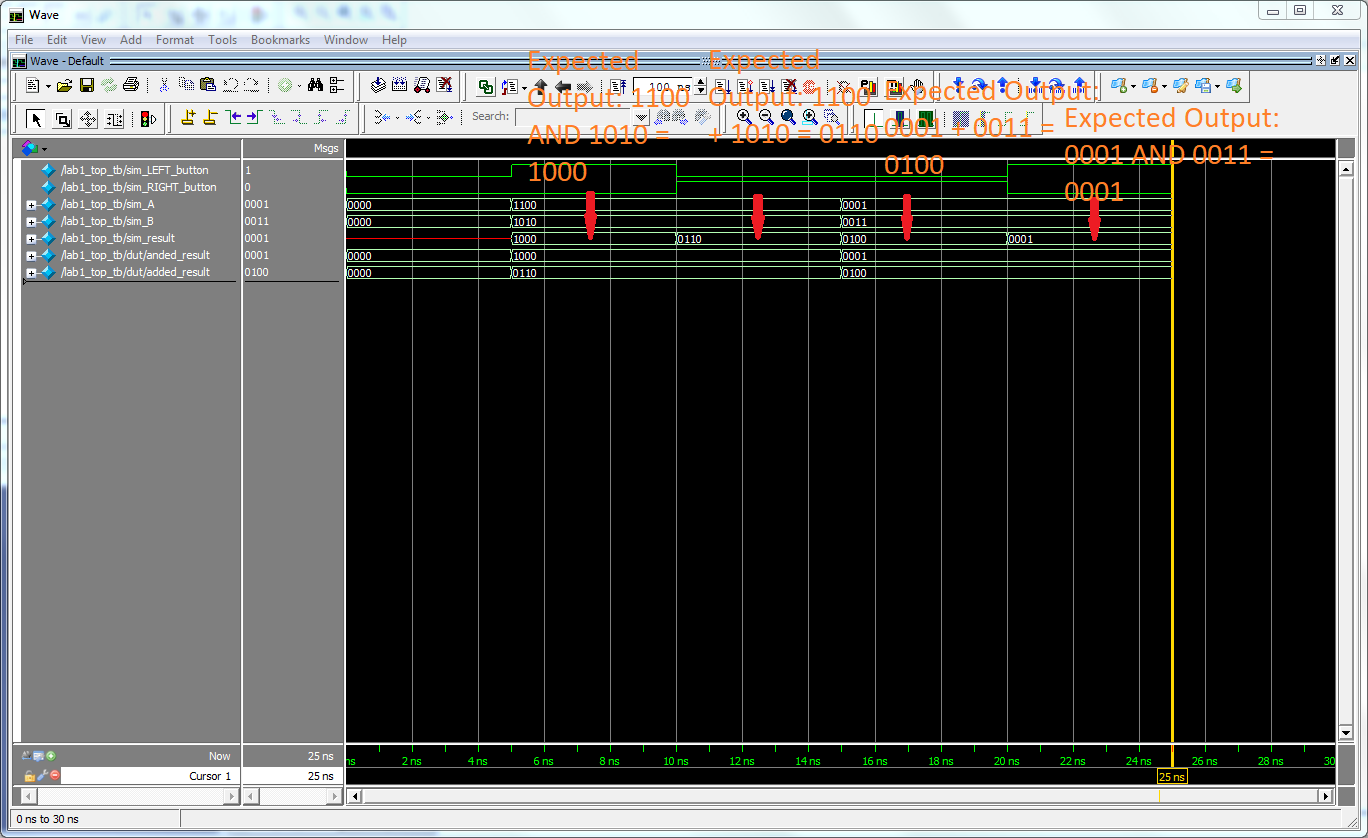 Wave
File Edit View Add Format Tools Bookmarks Window Help
Wave - Default
Expected
Output: 1100
AND 1010 =
1000
Expected
Output: 1100
+ 1010 = 0110
Expected Output:
0001 + 0011 =
0100
Expected Output:
0001 AND 0011 =
0001
100
Search:
Msgs
/lab1_top_tb/sim_LEFT_button 1
/lab1_top_tb/sim_RIGHT_button 0
/lab1_top_tb/sim_A 0001 0000 1100 0001
/lab1_top_tb/sim_B 0011 0000 1010 0011
/lab1_top_tb/sim_result 0001 1000 0110 0100 0001
/lab1_top_tb/dut/anded_result 0001 0000 1000 0001
/lab1_top_tb/dut/added_result 0100 0000 0110 0100
Now 25 ns
ns 2 ns 4 ns 6 ns 8 ns 10 ns 12 ns 14 ns 16 ns 18 ns 20 ns 22 ns 24 ns 26 ns 28 ns 30
Cursor 1 25 ns 25 ns
0 ns to 30 ns